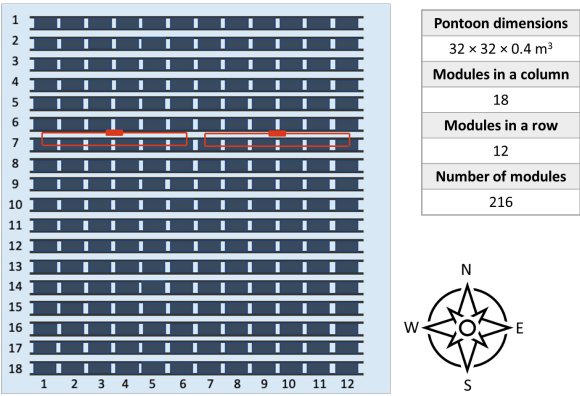 1
2
3
4
5
6
7
8
9
10
11
12
13
14
15
16
17
18
1 2 3 4 5 6 7 8 9 10 11 12
Pontoon dimensions
32 × 32 × 0.4 m³
Modules in a column
18
Modules in a row
12
Number of modules
216
N
W E
S